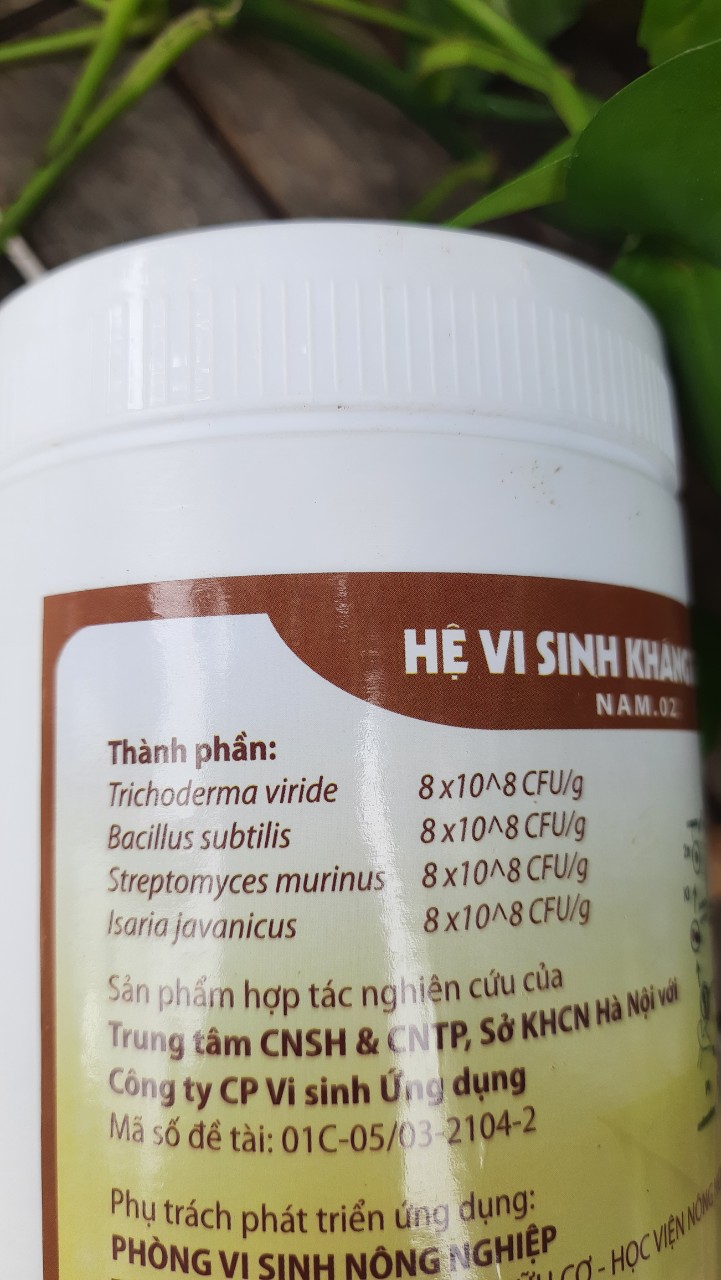 HỆ VI SINH KHÁNG
NAM.02
Thành phần:
Trichoderma viride 8 x10^8 CFU/g
Bacillus subtilis 8 x10^8 CFU/g
Streptomyces murinus 8 x10^8 CFU/g
Isaria javanicus 8 x10^8 CFU/g
Sản phẩm hợp tác nghiên cứu của
Trung tâm CNSH & CNTP, Sở KHCN Hà Nội với
Công ty CP Vi sinh Ứng dụng
Mã số đề tài: 01C-05/03-2104-2
Phụ trách phát triển ứng dụng:
PHÒNG VI SINH NÔNG NGHIỆP
CƠ - HỌC VIỆN NÔNG